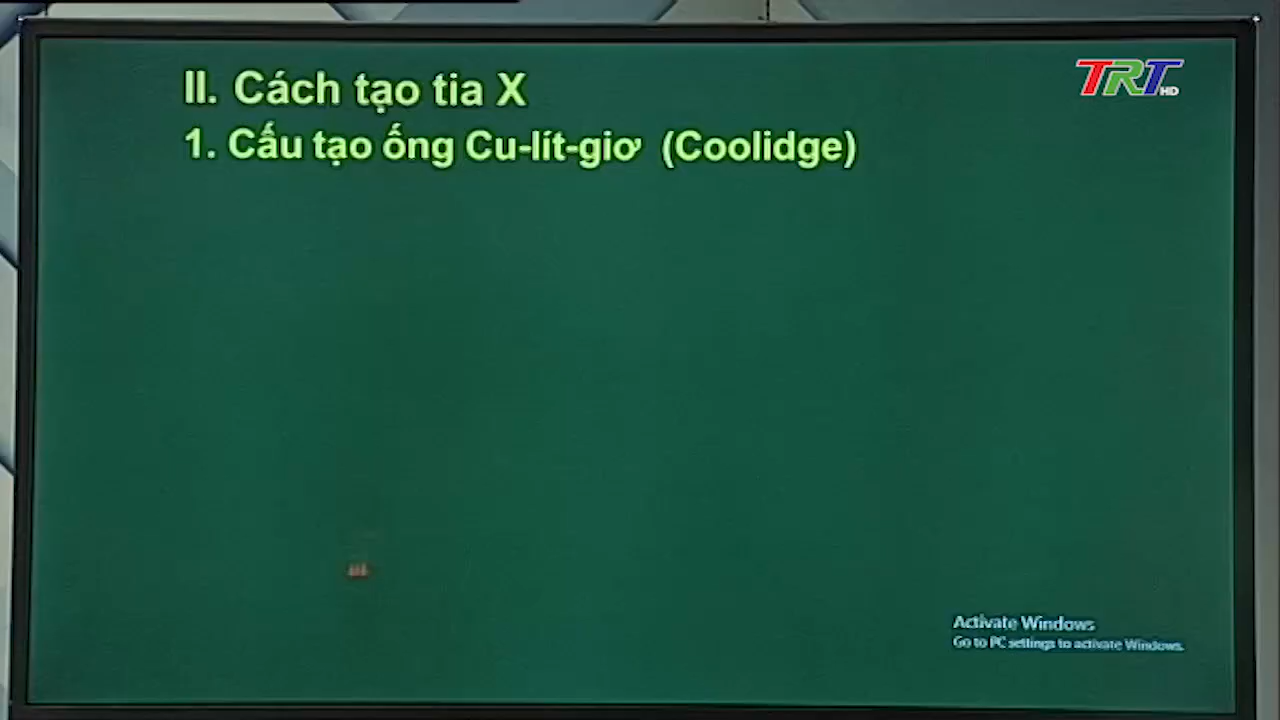 TRT HD
II. Cách tạo tia X
1. Cấu tạo ống Cu-lít-giơ (Coolidge)
Activate Windows
Go to PC settings to activate Windows.